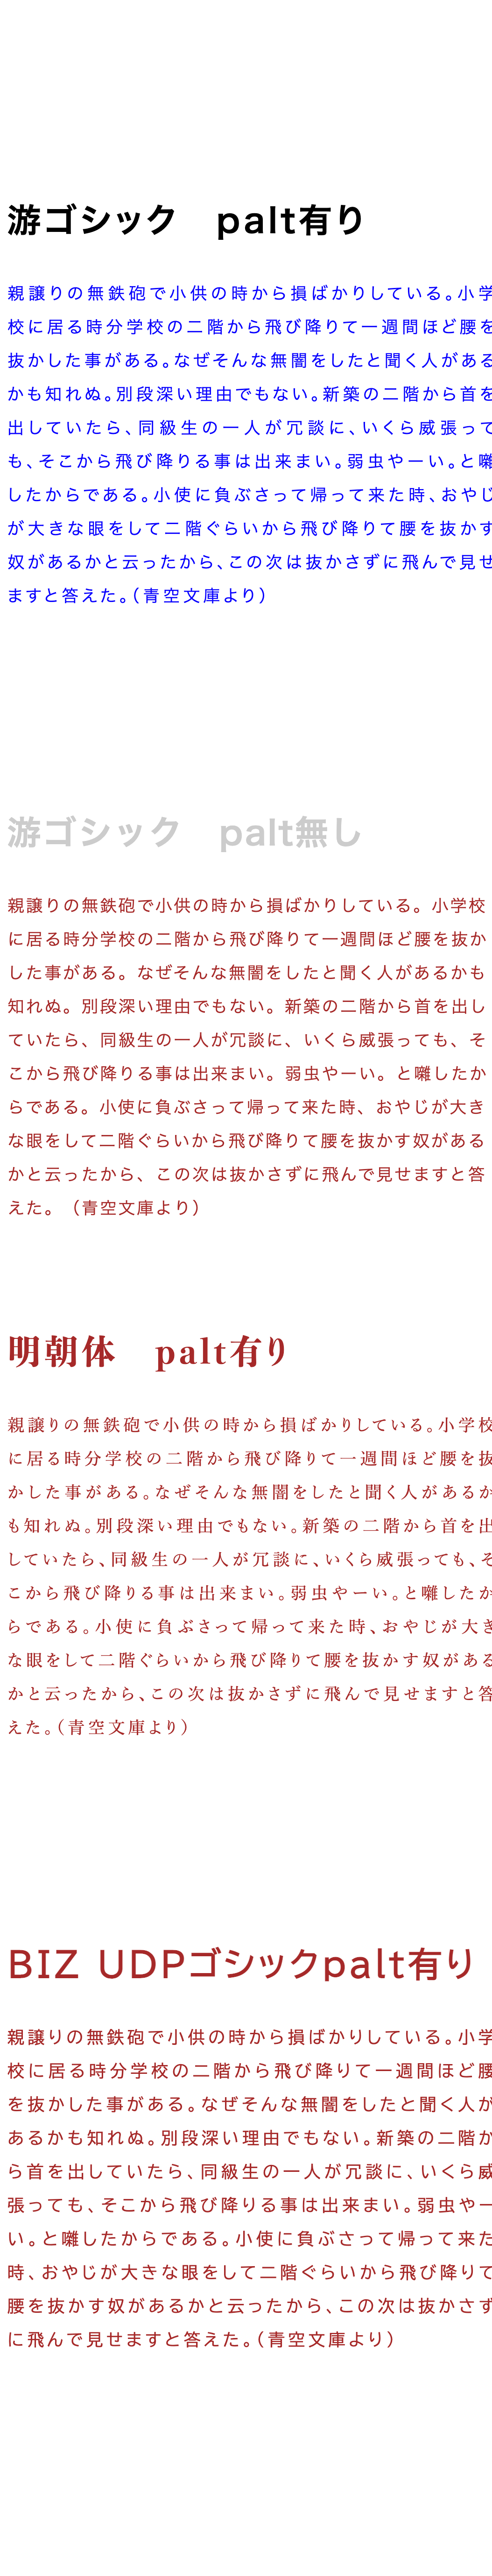 游ゴシック　palt有り
親譲りの無鉄砲で小供の時から損ばかりしている。小学
校に居る時分学校の二階から飛び降りて一週間ほど腰を
抜かした事がある。なぜそんな無闇をしたと聞く人がある
かも知れぬ。別段深い理由でもない。新築の二階から首を
出していたら、同級生の一人が冗談に、いくら威張って
も、そこから飛び降りる事は出来まい。弱虫やーい。と囃
したからである。小使に負ぶさって帰って来た時、おやじ
が大きな眼をして二階ぐらいから飛び降りて腰を抜かす
奴があるかと云ったから、この次は抜かさずに飛んで見せ
ますと答えた。（青空文庫より）
游ゴシック　palt無し
親譲りの無鉄砲で小供の時から損ばかりしている。小学校
に居る時分学校の二階から飛び降りて一週間ほど腰を抜か
した事がある。なぜそんな無闇をしたと聞く人があるかも
知れぬ。別段深い理由でもない。新築の二階から首を出し
ていたら、同級生の一人が冗談に、いくら威張っても、そ
こから飛び降りる事は出来まい。弱虫やーい。と囃したか
らである。小使に負ぶさって帰って来た時、おやじが大き
な眼をして二階ぐらいから飛び降りて腰を抜かす奴がある
かと云ったから、この次は抜かさずに飛んで見せますと答
えた。（青空文庫より）
明朝体　palt有り
親譲りの無鉄砲で小供の時から損ばかりしている。小学校
に居る時分学校の二階から飛び降りて一週間ほど腰を抜
かした事がある。なぜそんな無闇をしたと聞く人があるか
も知れぬ。別段深い理由でもない。新築の二階から首を出
していたら、同級生の一人が冗談に、いくら威張っても、そ
こから飛び降りる事は出来まい。弱虫やーい。と囃したか
らである。小使に負ぶさって帰って来た時、おやじが大き
な眼をして二階ぐらいから飛び降りて腰を抜かす奴がある
かと云ったから、この次は抜かさずに飛んで見せますと答
えた。（青空文庫より）
BIZ UDPゴシックpalt有り
親譲りの無鉄砲で小供の時から損ばかりしている。小学
校に居る時分学校の二階から飛び降りて一週間ほど腰
を抜かした事がある。なぜそんな無闇をしたと聞く人が
あるかも知れぬ。別段深い理由でもない。新築の二階か
ら首を出していたら、同級生の一人が冗談に、いくら威
張っても、そこから飛び降りる事は出来まい。弱虫やー
い。と囃したからである。小使に負ぶさって帰って来た
時、おやじが大きな眼をして二階ぐらいから飛び降りて
腰を抜かす奴があるかと云ったから、この次は抜かさず
に飛んで見せますと答えた。（青空文庫より）